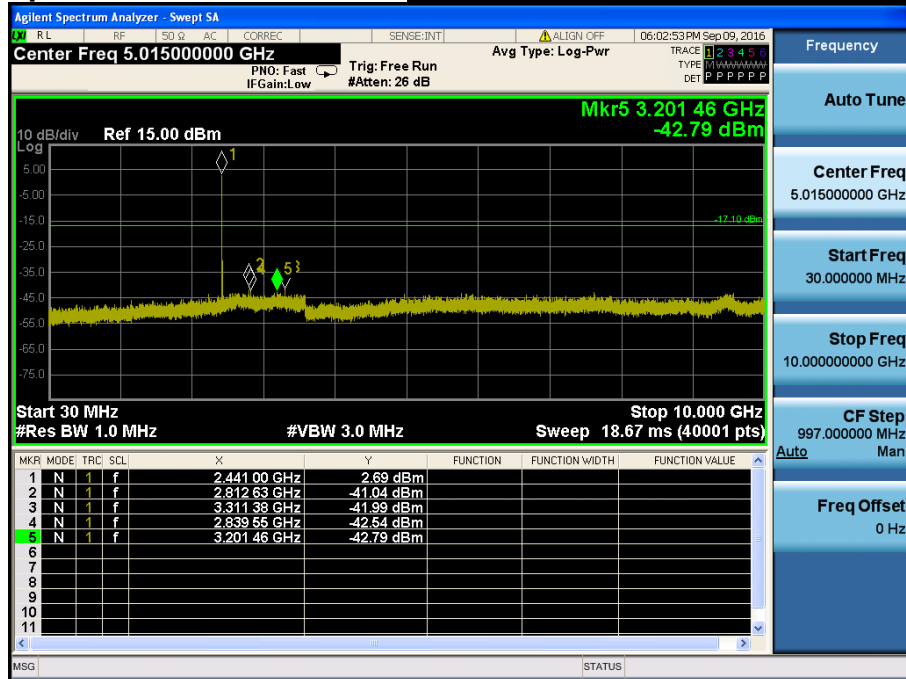 Agilent Spectrum Analyzer - Swept SA
LXI RL RF 50 Ω AC CORREC SENSE:INT ALIGN OFF 06:02:53 PM Sep 09, 2016
Center Freq 5.015000000 GHz
Avg Type: Log-Pwr
TRACE 1 2 3 4 5 6
PNO: Fast
Trig: Free Run
TYPE M W W W W W
IFGain:Low
#Atten: 26 dB
DET P P P P P P
Mkr5 3.201 46 GHz
10 dB/div Ref 15.00 dBm
-42.79 dBm
Log
1
5.00
-5.00
-15.0
-17.10 dBm
-25.0
2 5 3
-35.0
-45.0
-55.0
-65.0
-75.0
Start 30 MHz Stop 10.000 GHz
#Res BW 1.0 MHz #VBW 3.0 MHz Sweep 18.67 ms (40001 pts)
MKR MODE TRC SCL X Y FUNCTION FUNCTION WIDTH FUNCTION VALUE
1 N 1 f 2.441 00 GHz 2.69 dBm
2 N 1 f 2.812 63 GHz -41.04 dBm
3 N 1 f 3.311 38 GHz -41.99 dBm
4 N 1 f 2.839 55 GHz -42.54 dBm
5 N 1 f 3.201 46 GHz -42.79 dBm
6
7
8
9
10
11
MSG STATUS
Frequency
Auto Tune
Center Freq
5.015000000 GHz
Start Freq
30.000000 MHz
Stop Freq
10.000000000 GHz
CF Step
997.000000 MHz
Auto Man
Freq Offset
0 Hz